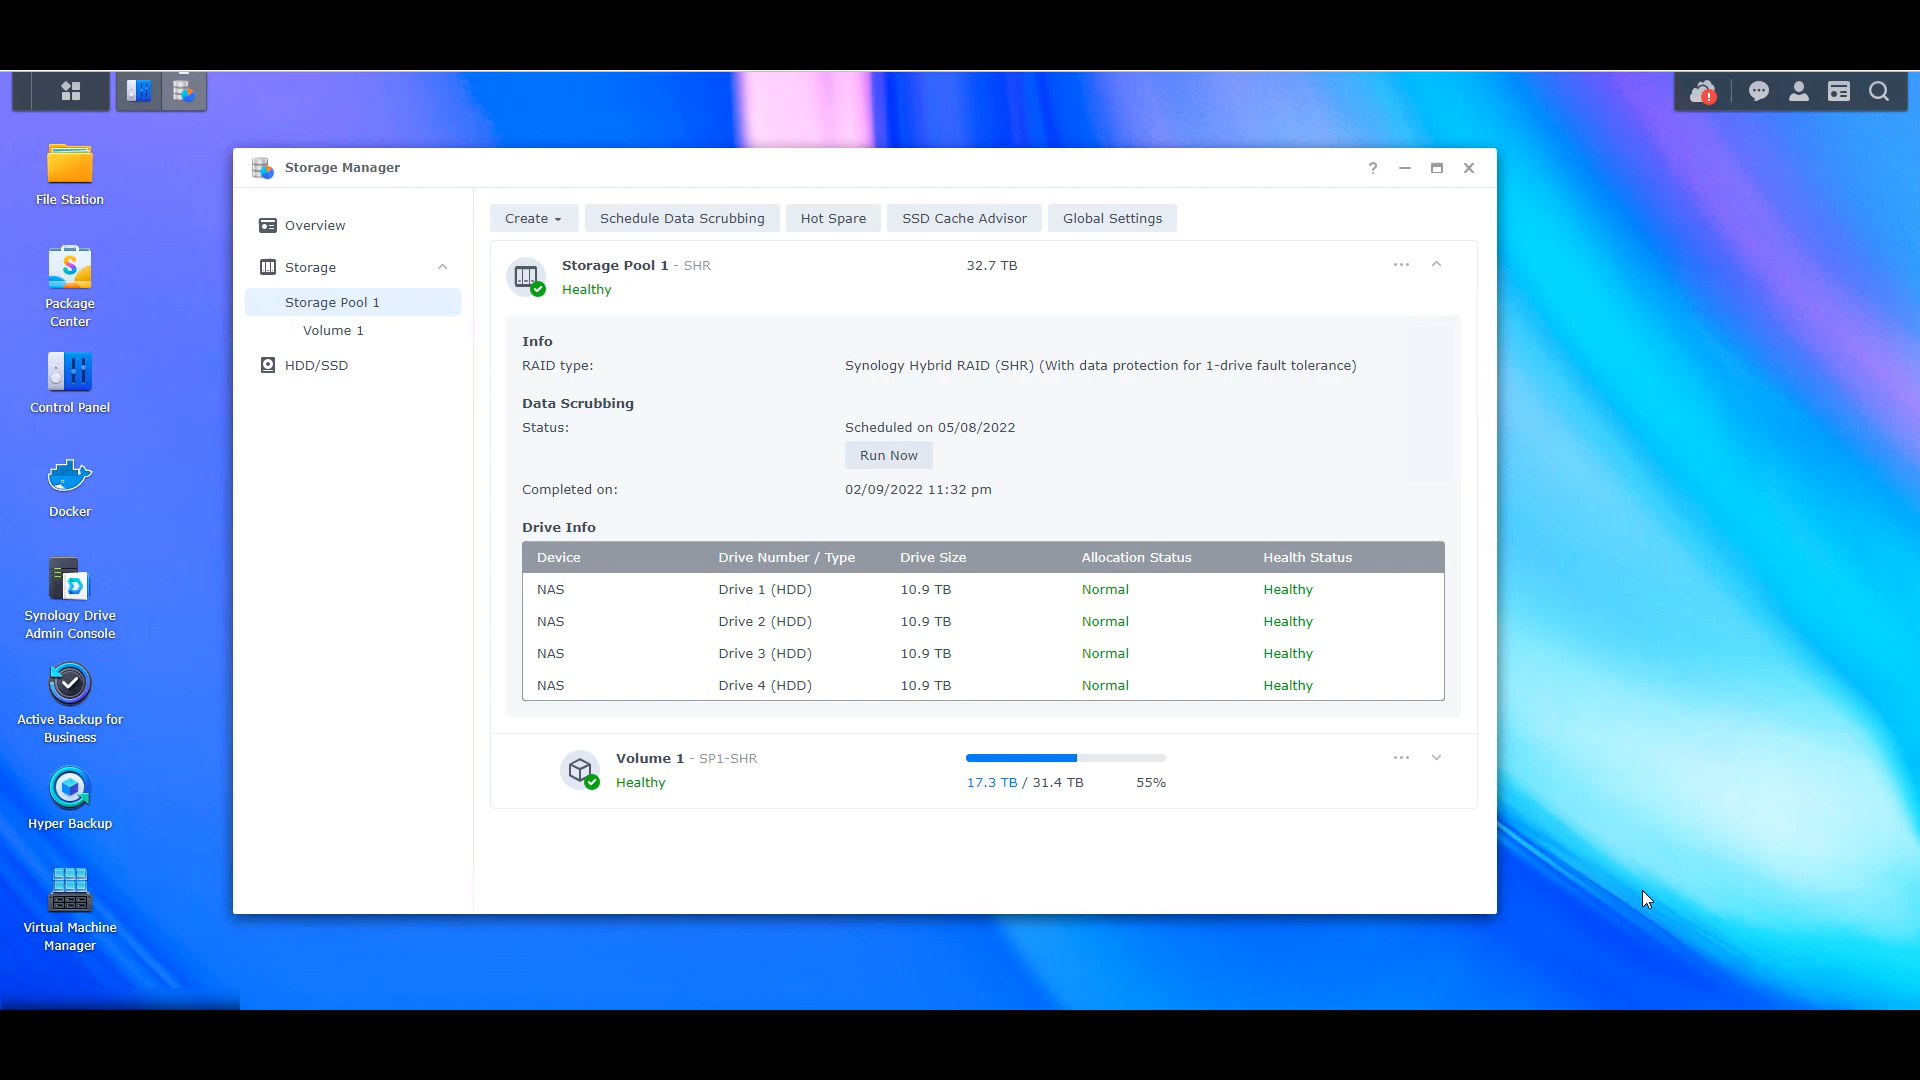 Storage Manager
?
File Station
Package
Center
Control Panel
Docker
Synology Drive
Admin Console
Active Backup for
Business
Hyper Backup
Virtual Machine
Manager
Overview
Storage
Storage Pool 1
Volume 1
HDD/SSD
Create Schedule Data Scrubbing Hot Spare SSD Cache Advisor Global Settings
Storage Pool 1 - SHR 32.7 TB
Healthy
Info
RAID type: Synology Hybrid RAID (SHR) (With data protection for 1-drive fault tolerance)
Data Scrubbing
Status: Scheduled on 05/08/2022
Run Now
Completed on: 02/09/2022 11:32 pm
Drive Info
Device Drive Number / Type Drive Size Allocation Status Health Status
NAS Drive 1 (HDD) 10.9 TB Normal Healthy
NAS Drive 2 (HDD) 10.9 TB Normal Healthy
NAS Drive 3 (HDD) 10.9 TB Normal Healthy
NAS Drive 4 (HDD) 10.9 TB Normal Healthy
Volume 1 - SP1-SHR
Healthy 17.3 TB / 31.4 TB 55%